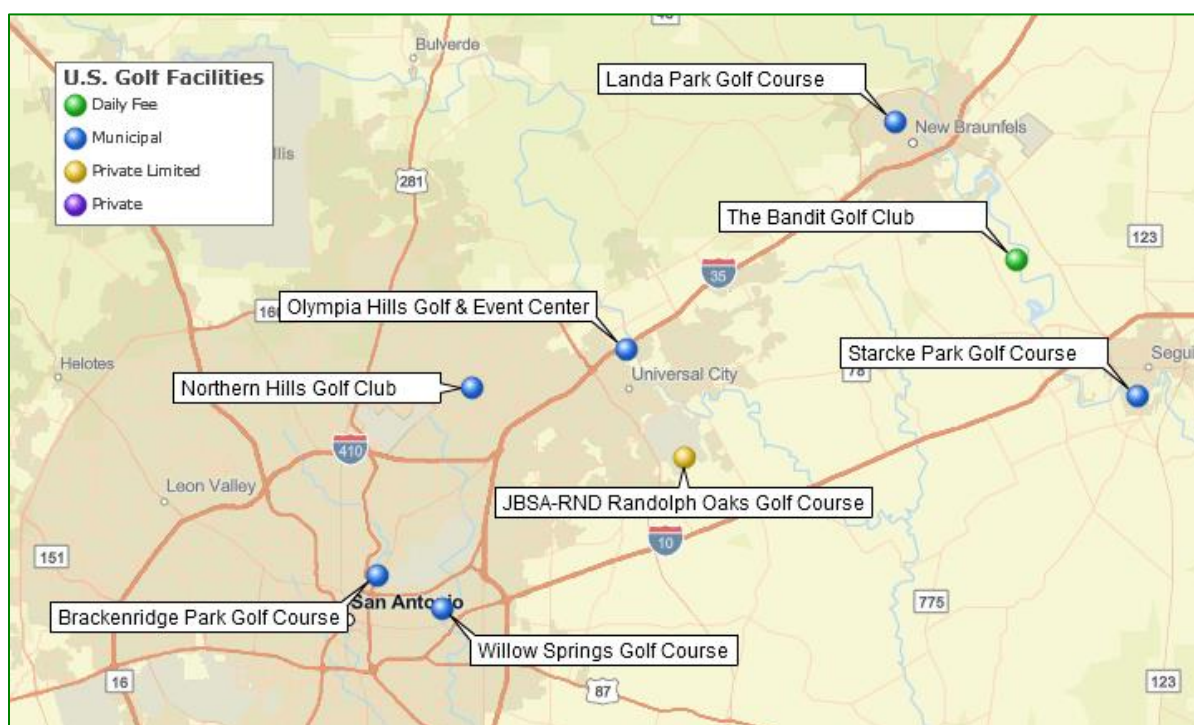 U.S. Golf Facilities
Daily Fee
Municipal
Private Limited
Private
46
Bulverde
Landa Park Golf Course
New Braunfels
281
The Bandit Golf Club
123
35
Olympia Hills Golf & Event Center
Starcke Park Golf Course
Helotes
Universal City
78
Northern Hills Golf Club
410
Leon Valley
JBSA-RND Randolph Oaks Golf Course
10
151
San Antonio
775
Brackenridge Park Golf Course
Willow Springs Golf Course
16
87
123